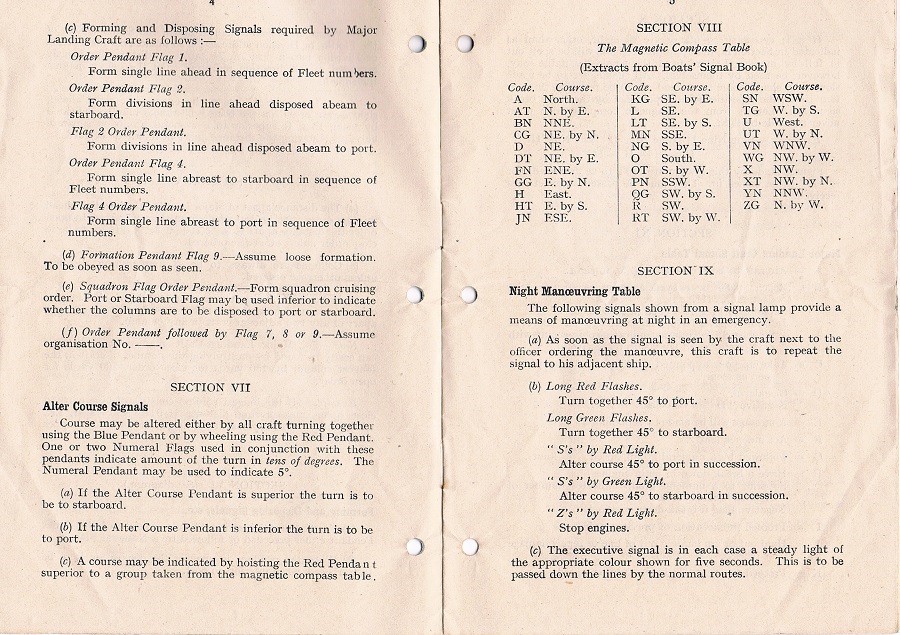 4
(c) Forming and Disposing Signals required by Major
Landing Craft are as follows :—
Order Pendant Flag 1.
Form single line ahead in sequence of Fleet numbers.
Order Pendant Flag 2.
Form divisions in line ahead disposed abeam to
starboard.
Flag 2 Order Pendant.
Form divisions in line ahead disposed abeam to port.
Order Pendant Flag 4.
Form single line abreast to starboard in sequence of
Fleet numbers.
Flag 4 Order Pendant.
Form single line abreast to port in sequence of Fleet
numbers.
(d) Formation Pendant Flag 9.—Assume loose formation.
To be obeyed as soon as seen.
(e) Squadron Flag Order Pendant.—Form squadron cruising
order. Port or Starboard Flag may be used inferior to indicate
whether the columns are to be disposed to port or starboard.
(f) Order Pendant followed by Flag 7, 8 or 9.—Assume
organisation No. ——.
SECTION VII
Alter Course Signals
Course may be altered either by all craft turning together
using the Blue Pendant or by wheeling using the Red Pendant.
One or two Numeral Flags used in conjunction with these
pendants indicate amount of the turn in tens of degrees. The
Numeral Pendant may be used to indicate 5°.
(a) If the Alter Course Pendant is superior the turn is to
be to starboard.
(b) If the Alter Course Pendant is inferior the turn is to be
to port.
(c) A course may be indicated by hoisting the Red Pendant
superior to a group taken from the magnetic compass table.
5
SECTION VIII
The Magnetic Compass Table
(Extracts from Boats' Signal Book)
Code. Course. Code. Course. Code. Course.
A North. KG SE. by E. SN WSW.
AT N. by E. L SE. TG W. by S.
BN NNE. LT SE. by S. U West.
CG NE. by N. MN SSE. UT W. by N.
D NE. NG S. by E. VN WNW.
DT NE. by E. O South. WG NW. by W.
FN ENE. OT S. by W. X NW.
GG E. by N. PN SSW. XT NW. by N.
H East. QG SW. by S. YN NNW.
HT E. by S. R SW. ZG N. by W.
JN ESE. RT SW. by W.
SECTION IX
Night Manœuvring Table
The following signals shown from a signal lamp provide a
means of manœuvring at night in an emergency.
(a) As soon as the signal is seen by the craft next to the
officer ordering the manœuvre, this craft is to repeat the
signal to his adjacent ship.
(b) Long Red Flashes.
Turn together 45° to port.
Long Green Flashes.
Turn together 45° to starboard.
" S's " by Red Light.
Alter course 45° to port in succession.
" S's " by Green Light.
Alter course 45° to starboard in succession.
" Z's " by Red Light.
Stop engines.
(c) The executive signal is in each case a steady light of
the appropriate colour shown for five seconds. This is to be
passed down the lines by the normal routes.